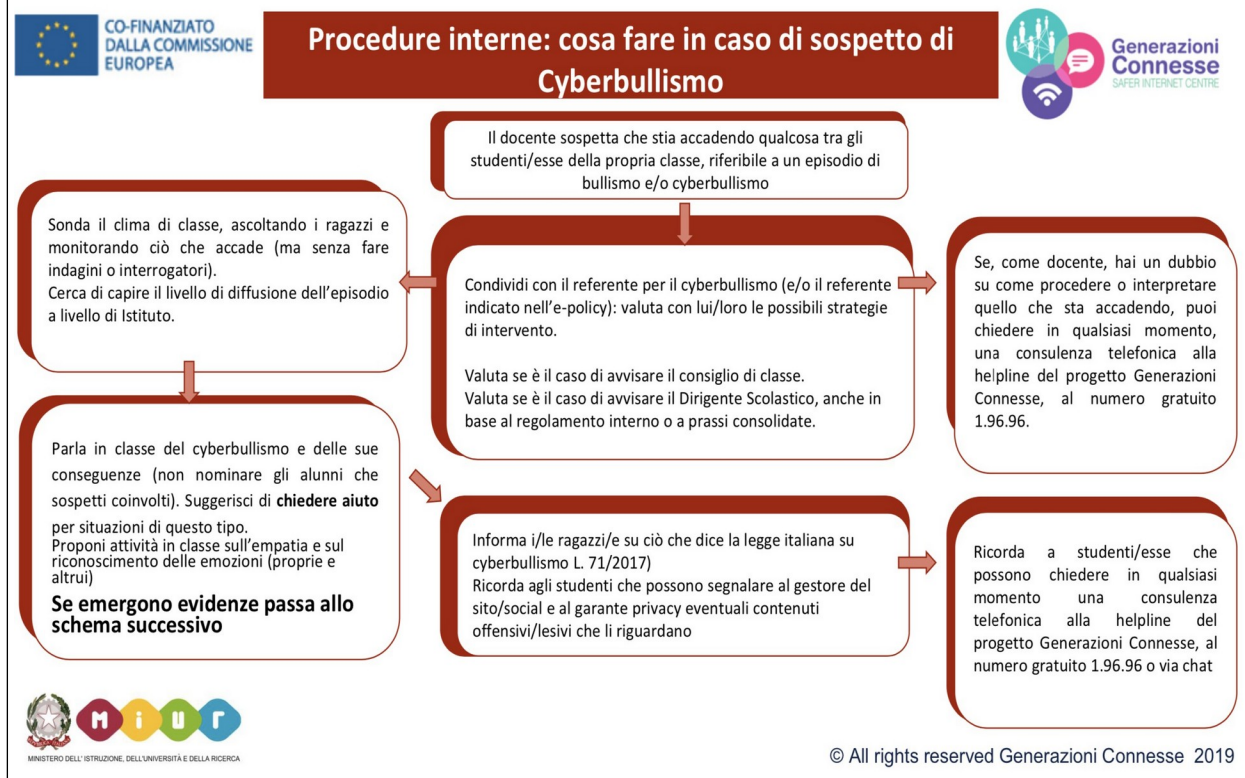 CO-FINANZIATO
DALLA COMMISSIONE
EUROPEA
Procedure interne: cosa fare in caso di sospetto di
Cyberbullismo
Generazioni
Connesse
SAFER INTERNET CENTRE
Il docente sospetta che stia accadendo qualcosa tra gli
studenti/esse della propria classe, riferibile a un episodio di
bullismo e/o cyberbullismo
Sonda il clima di classe, ascoltando i ragazzi e
monitorando ciò che accade (ma senza fare
indagini o interrogatori).
Cerca di capire il livello di diffusione dell'episodio
a livello di Istituto.
Condividi con il referente per il cyberbullismo (e/o il referente
indicato nell'e-policy): valuta con lui/loro le possibili strategie
di intervento.
Valuta se è il caso di avvisare il consiglio di classe.
Valuta se è il caso di avvisare il Dirigente Scolastico, anche in
base al regolamento interno o a prassi consolidate.
Se, come docente, hai un dubbio
su come procedere o interpretare
quello che sta accadendo, puoi
chiedere in qualsiasi momento,
una consulenza telefonica alla
helpline del progetto Generazioni
Connesse, al numero gratuito
1.96.96.
Parla in classe del cyberbullismo e delle sue
conseguenze (non nominare gli alunni che
sospetti coinvolti). Suggerisci di chiedere aiuto
per situazioni di questo tipo.
Proponi attività in classe sull'empatia e sul
riconoscimento delle emozioni (proprie e
altrui)
Se emergono evidenze passa allo
schema successivo
Informa i/le ragazzi/e su ciò che dice la legge italiana su
cyberbullismo L. 71/2017)
Ricorda agli studenti che possono segnalare al gestore del
sito/social e al garante privacy eventuali contenuti
offensivi/lesivi che li riguardano
Ricorda a studenti/esse che
possono chiedere in qualsiasi
momento una consulenza
telefonica alla helpline del
progetto Generazioni Connesse, al
numero gratuito 1.96.96 o via chat
miur
MINISTERO DELL' ISTRUZIONE, DELL'UNIVERSITÀ E DELLA RICERCA
© All rights reserved Generazioni Connesse 2019